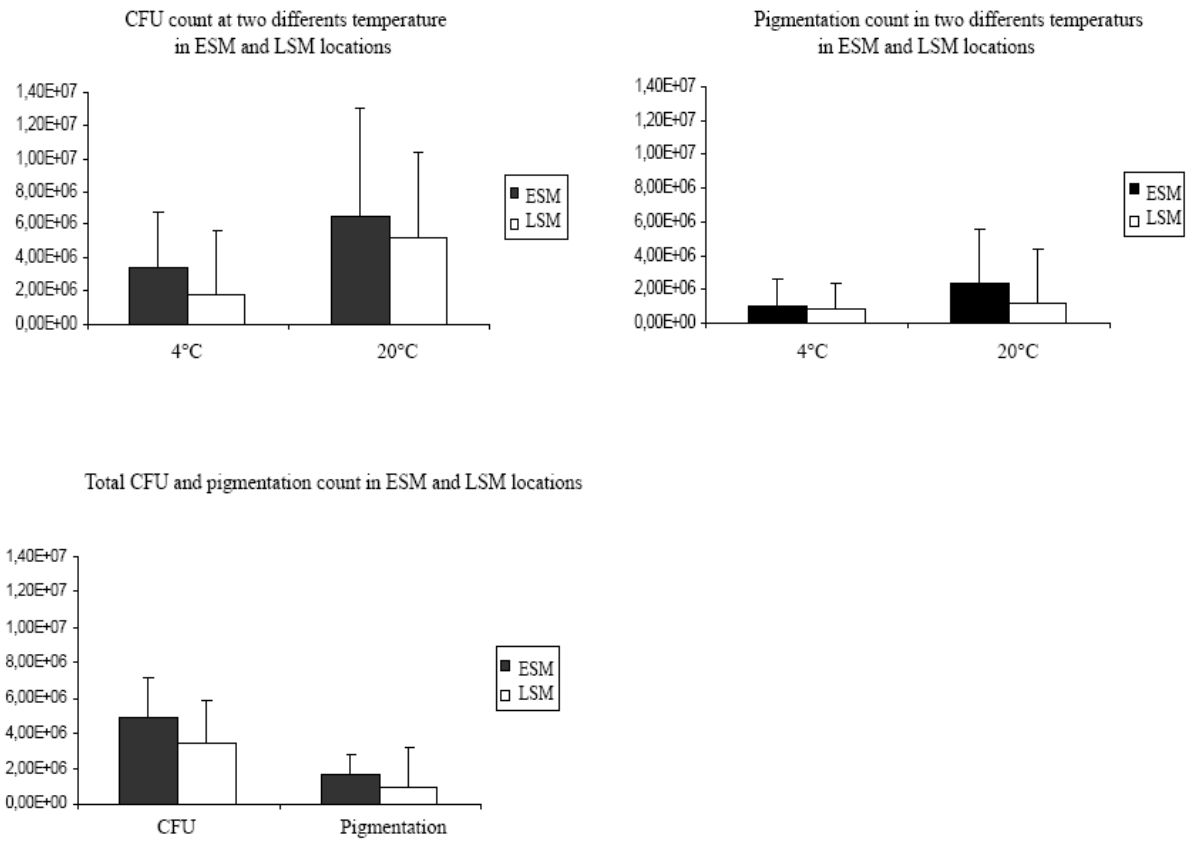 CFU count at two differents temperature
in ESM and LSM locations
1,40E+07
1,20E+07
1,00E+07
8,00E+06
6,00E+06
4,00E+06
2,00E+06
0,00E+00
4°C
20°C
ESM
LSM
Pigmentation count in two differents temperaturs
in ESM and LSM locations
1,40E+07
1,20E+07
1,00E+07
8,00E+06
6,00E+06
4,00E+06
2,00E+06
0,00E+00
4°C
20°C
ESM
LSM
Total CFU and pigmentation count in ESM and LSM locations
1,40E+07
1,20E+07
1,00E+07
8,00E+06
6,00E+06
4,00E+06
2,00E+06
0,00E+00
CFU
Pigmentation
ESM
LSM